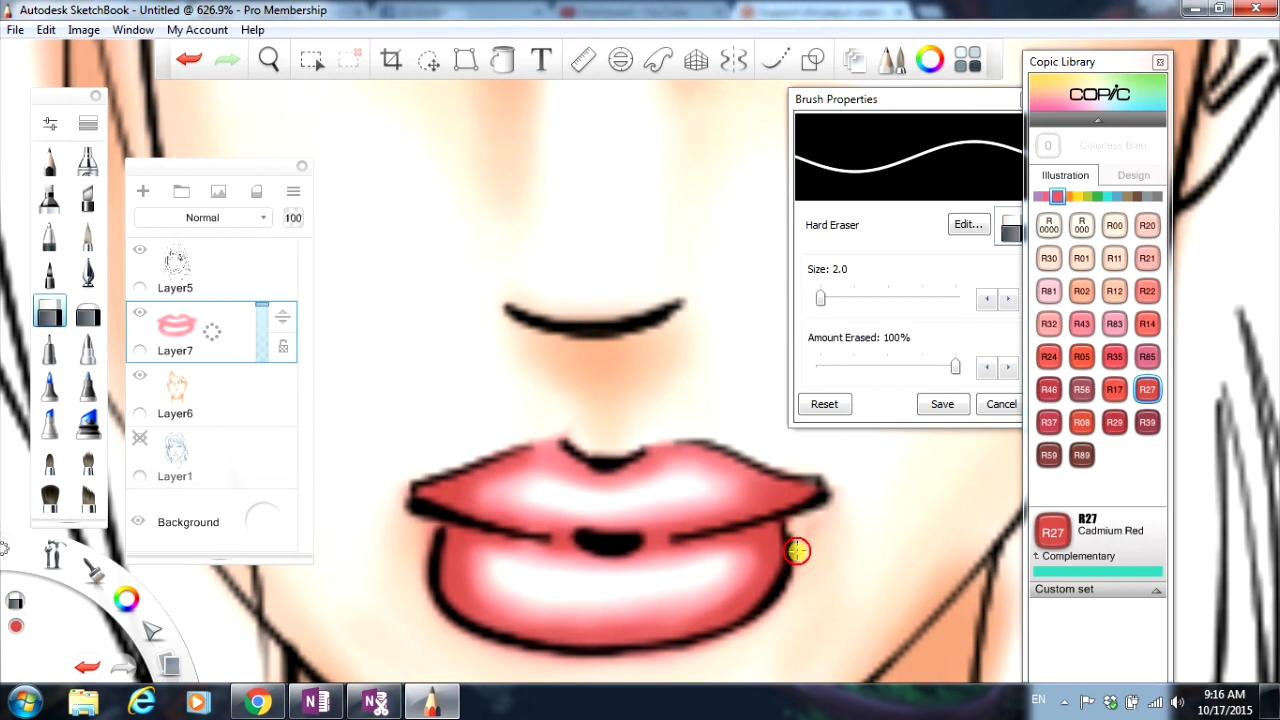 Autodesk SketchBook - Untitled @ 626.9% - Pro Membership
File Edit Image Window My Account Help
T
Normal 100
Layer5
Layer7
Layer6
Layer1
Background
Brush Properties
Hard Eraser Edit...
Size: 2.0
Amount Erased: 100%
Reset Save Cancel
Copic Library
COPIC
0 Colorless Blen
Illustration Design
R0000 R000 R00 R20
R30 R01 R11 R21
R81 R02 R12 R22
R32 R43 R83 R14
R24 R05 R35 R85
R46 R56 R17 R27
R37 R08 R29 R39
R59 R89
R27 R27
Cadmium Red
Complementary
Custom set
EN 9:16 AM
10/17/2015